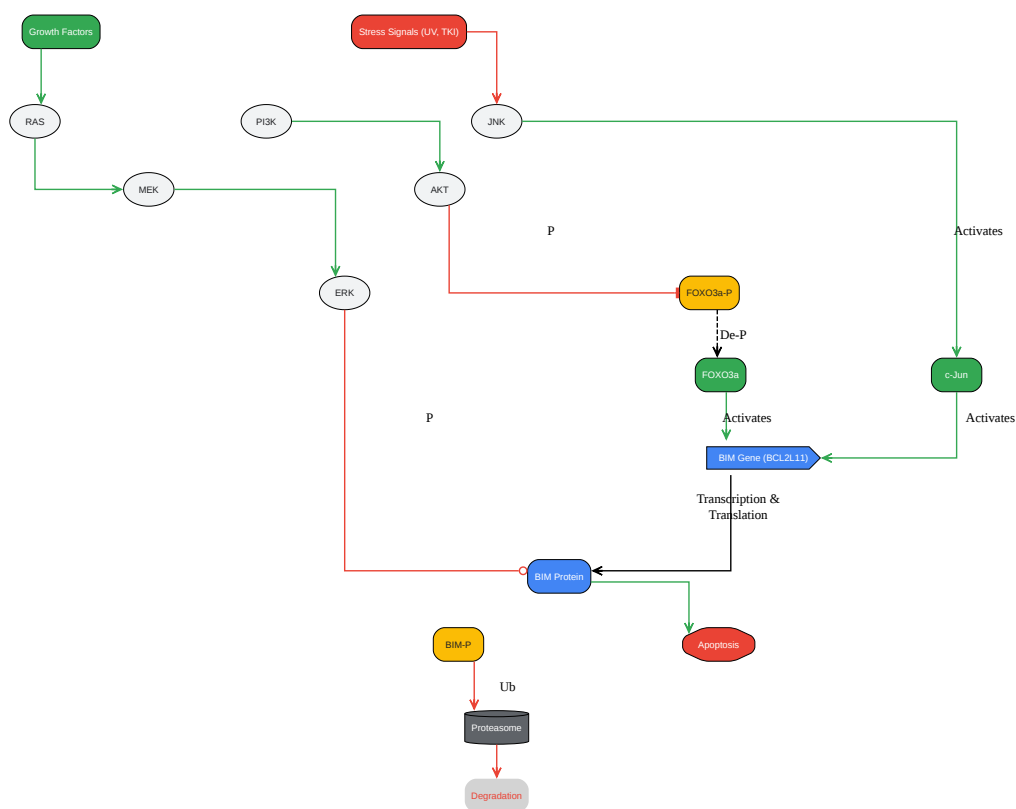 Growth Factors
Stress Signals (UV, TKI)
RAS
PI3K
JNK
MEK
AKT
P
Activates
ERK
FOXO3a-P
De-P
FOXO3a
c-Jun
P
Activates
Activates
BIM Gene (BCL2L11)
Transcription &
Translation
BIM Protein
BIM-P
Apoptosis
Ub
Proteasome
Degradation